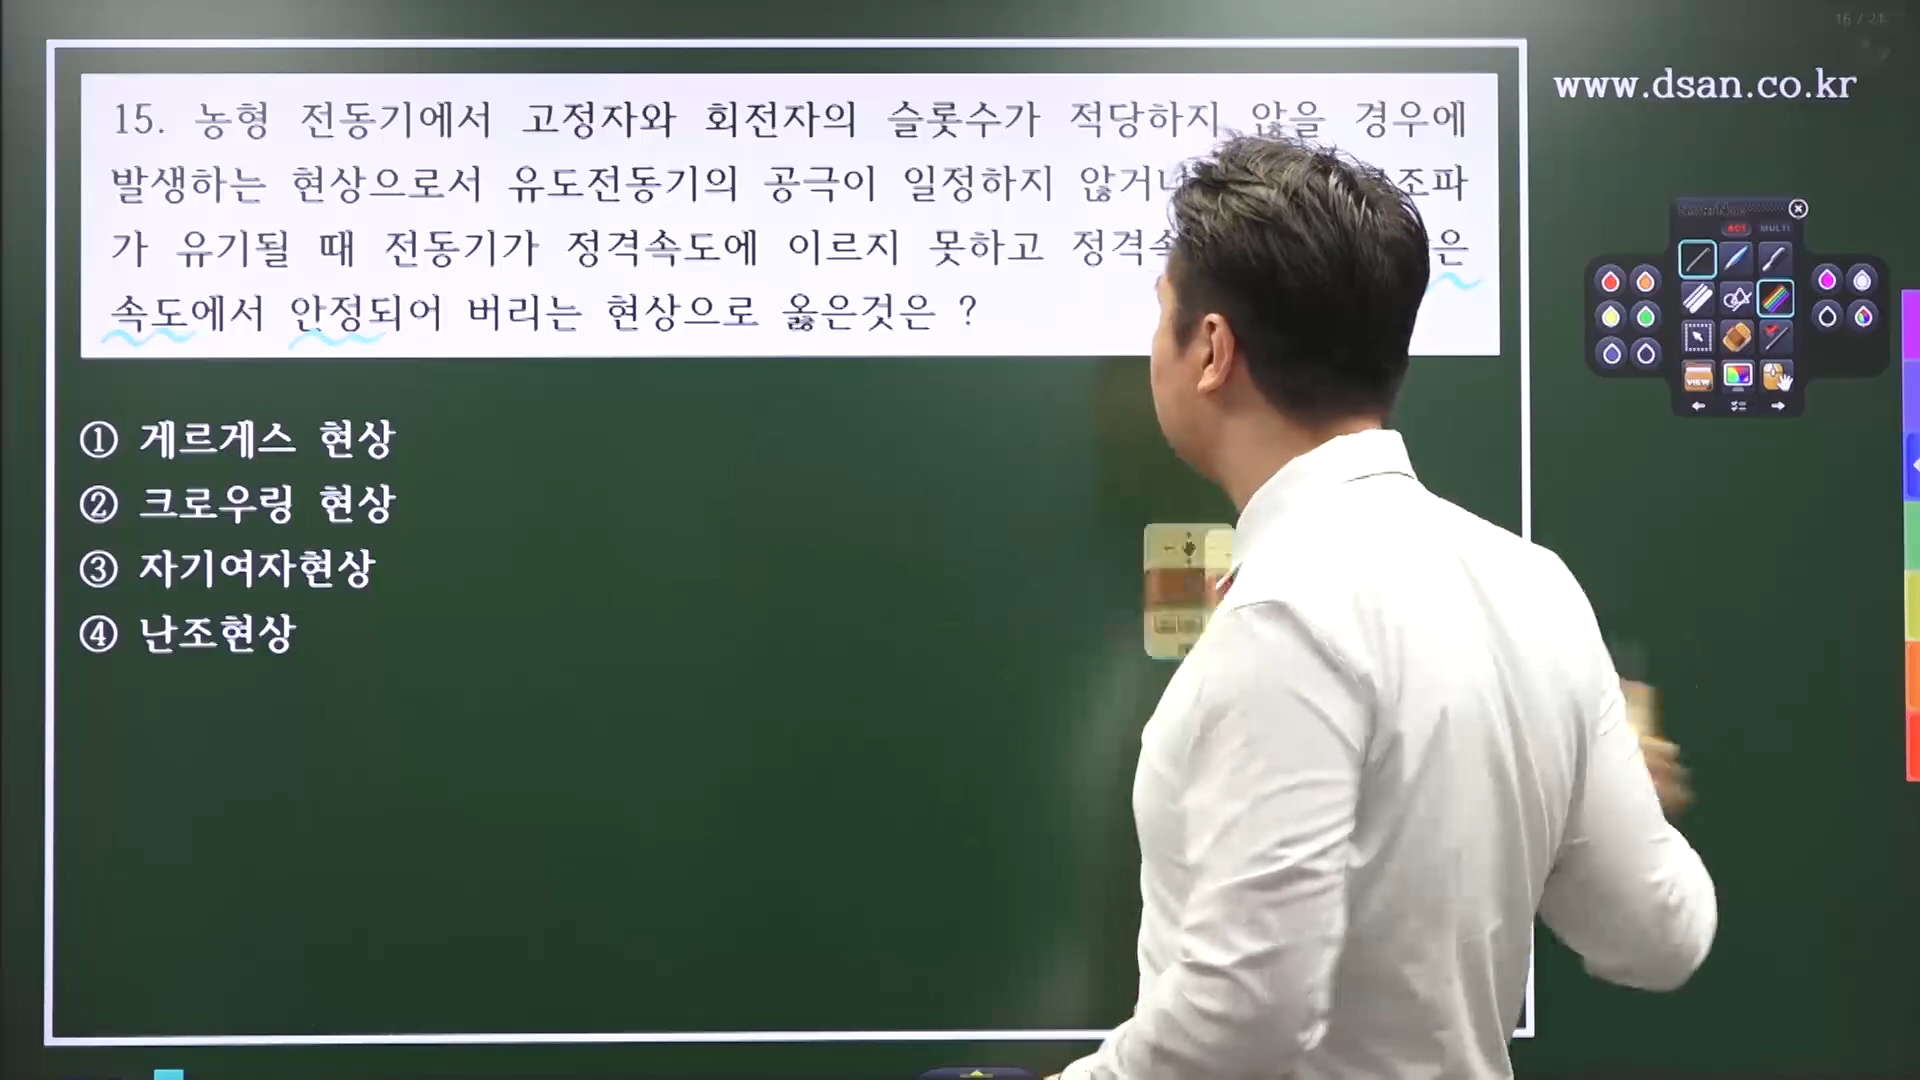 16 / 21
www.dsan.co.kr
15. 농형 전동기에서 고정자와 회전자의 슬롯수가 적당하지 않을 경우에
발생하는 현상으로서 유도전동기의 공극이 일정하지 않거나 조파
가 유기될 때 전동기가 정격속도에 이르지 못하고 은
속도에서 안정되어 버리는 현상으로 옳은것은 ?
① 게르게스 현상
② 크로우링 현상
③ 자기여자현상
④ 난조현상
MULTI
VIEW